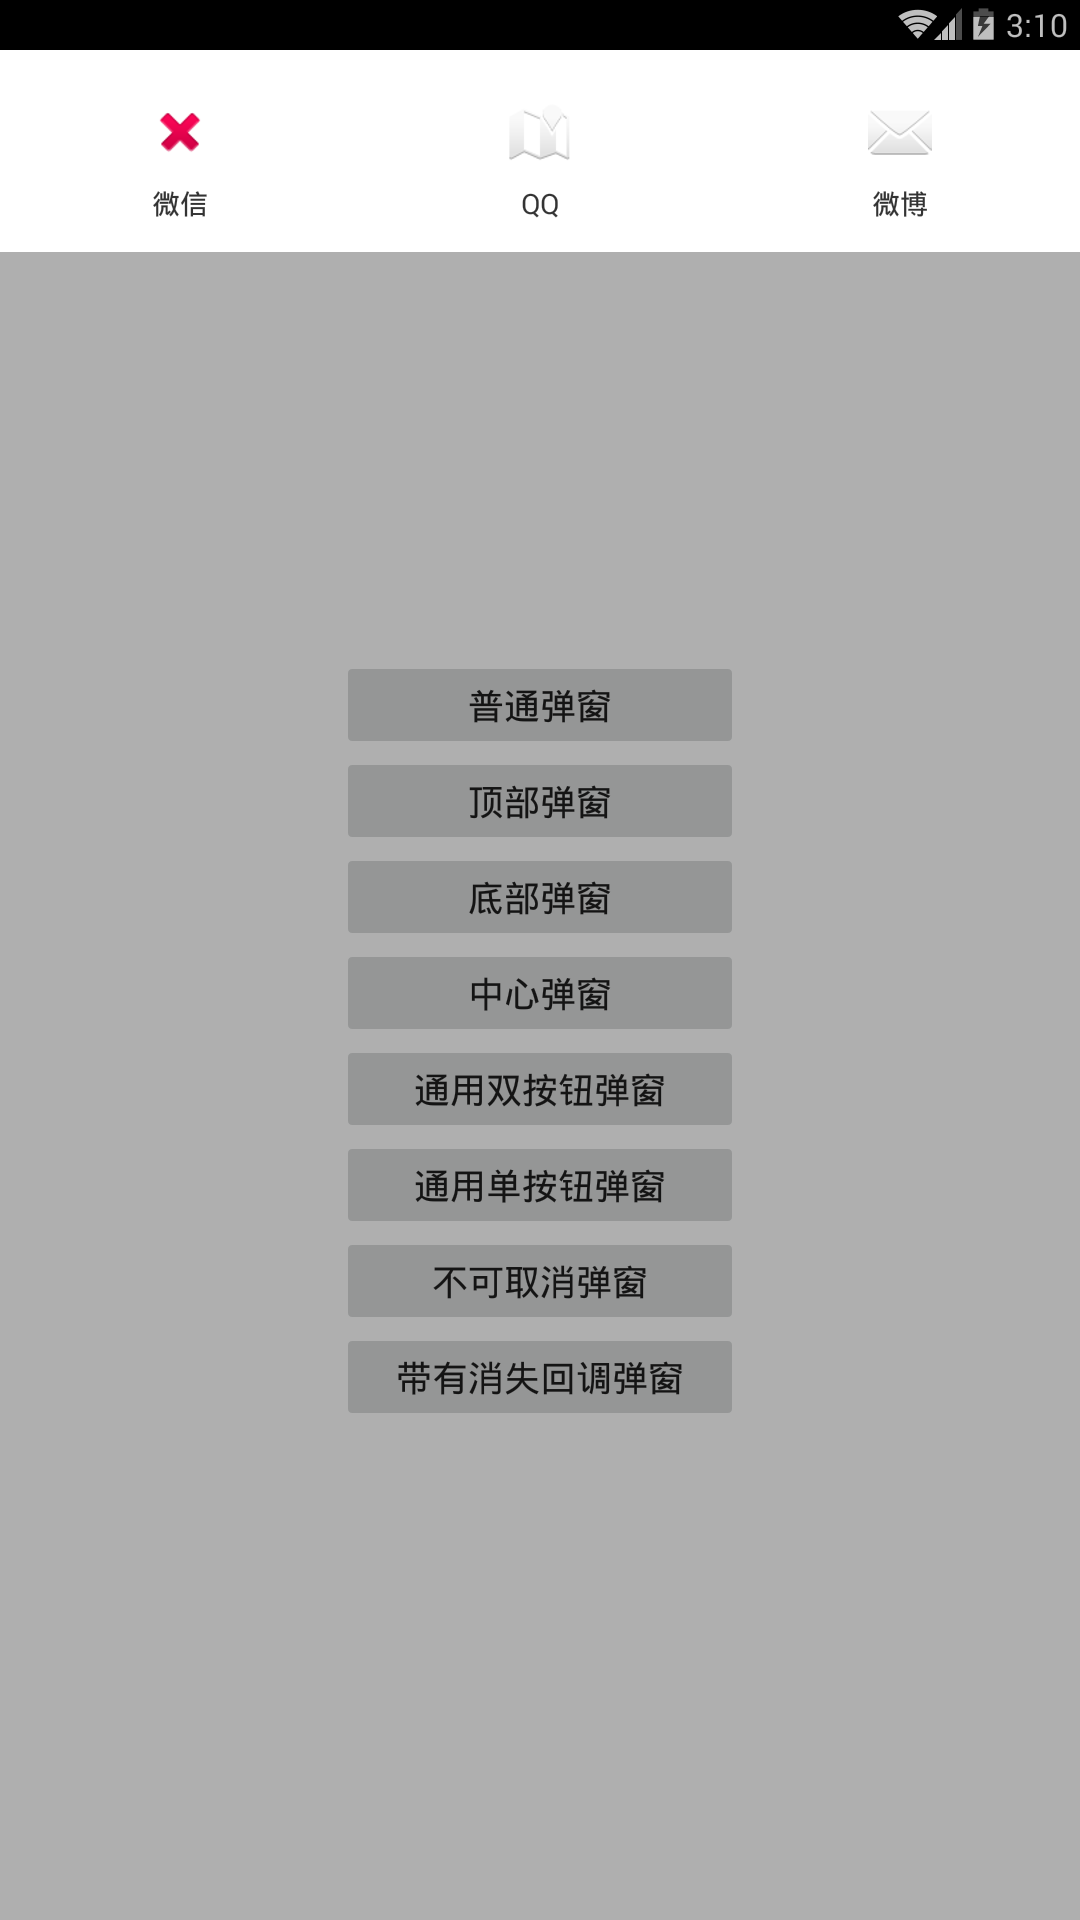 3:10
微信
QQ
微博
普通弹窗
顶部弹窗
底部弹窗
中心弹窗
通用双按钮弹窗
通用单按钮弹窗
不可取消弹窗
带有消失回调弹窗